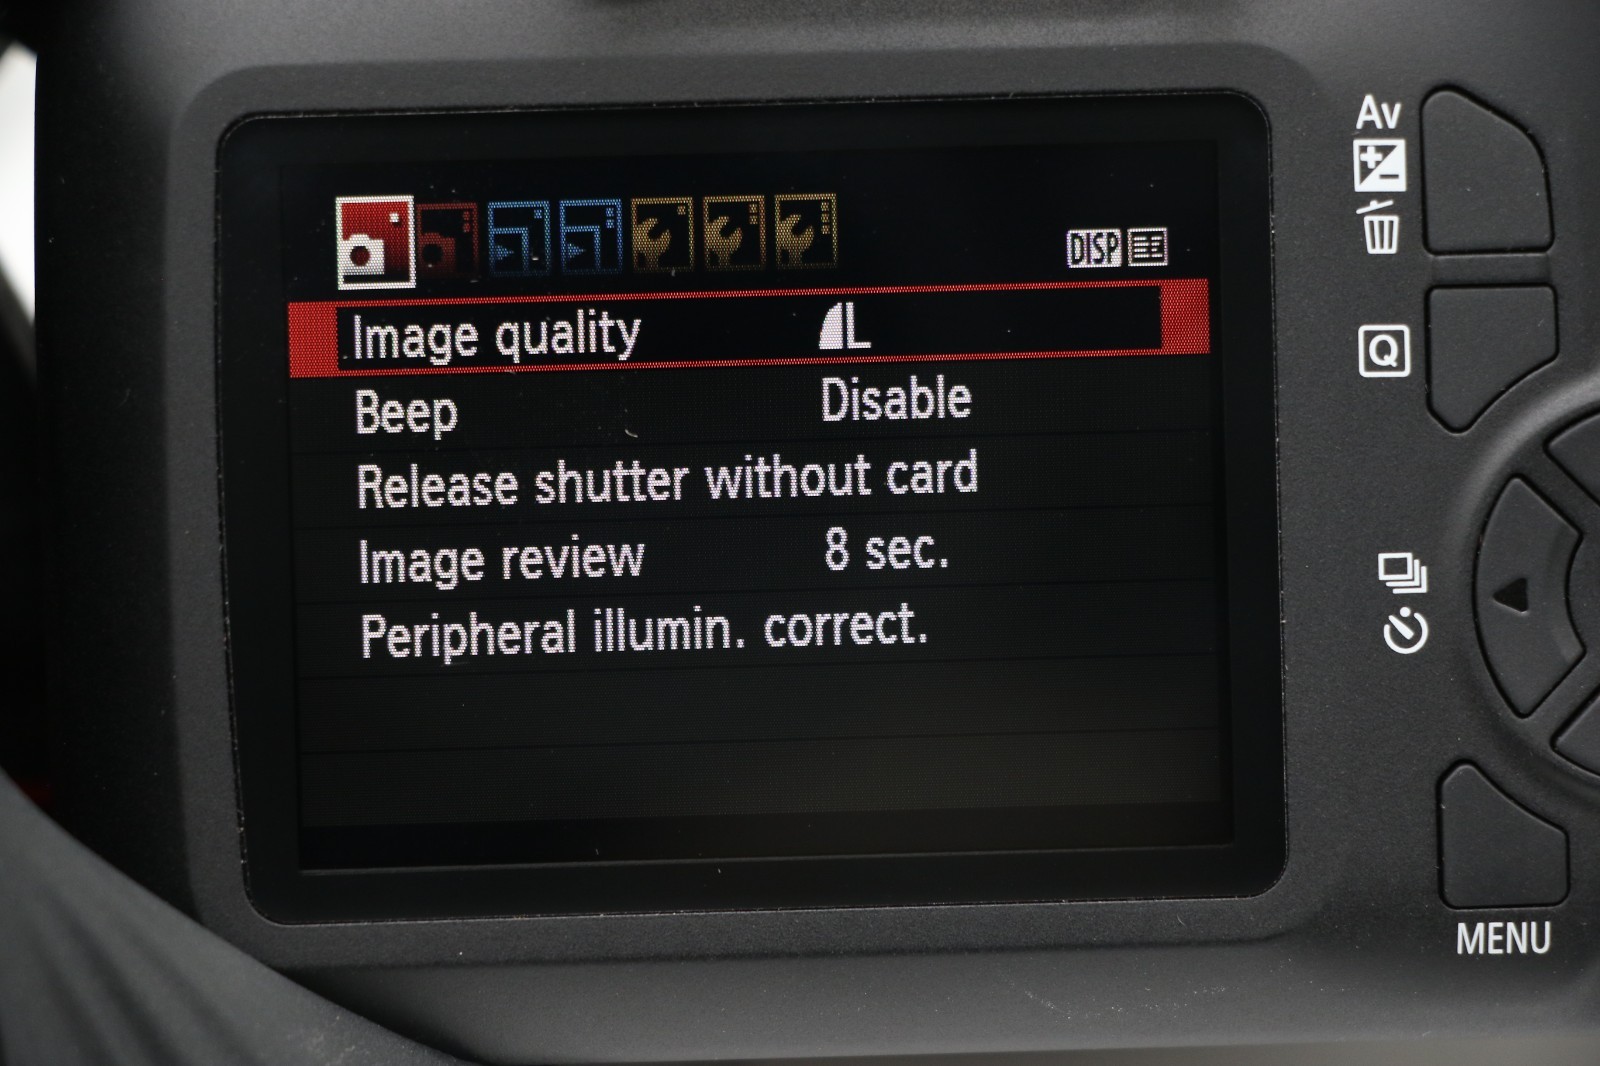 DISP
Image quality L
Beep Disable
Release shutter without card
Image review 8 sec.
Peripheral illumin. correct.
Av
Q
MENU